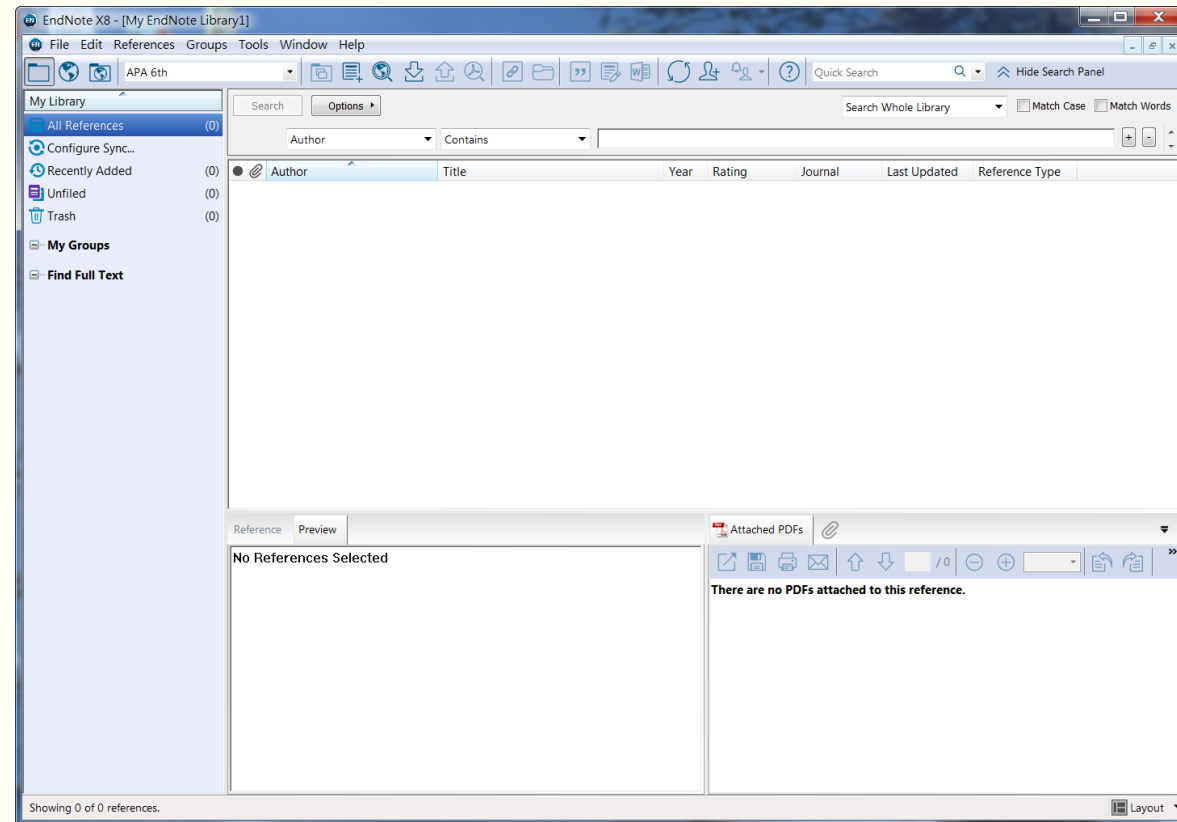 EndNote X8 - [My EndNote Library1]
File Edit References Groups Tools Window Help
APA 6th Quick Search Hide Search Panel
My Library
Search Options Search Whole Library Match Case Match Words
All References (0)
Author Contains + -
Configure Sync...
Recently Added (0)
Author Title Year Rating Journal Last Updated Reference Type
Unfiled (0)
Trash (0)
My Groups
Find Full Text
Reference Preview Attached PDFs
No References Selected
/ 0
There are no PDFs attached to this reference.
Showing 0 of 0 references. Layout